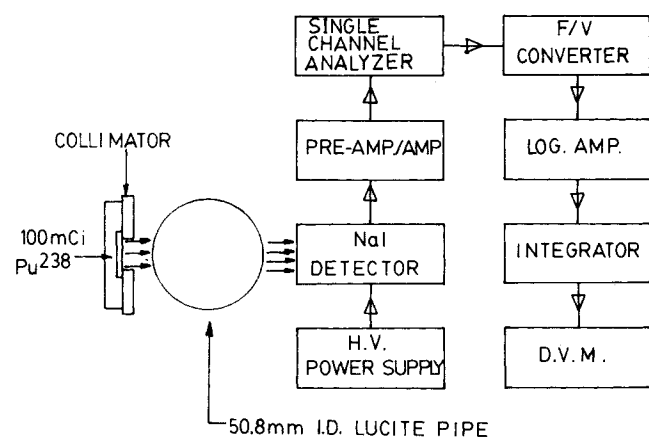 SINGLE
CHANNEL
ANALYZER
F/V
CONVERTER
COLLIMATOR
PRE-AMP./AMP
LOG. AMP.
100mCi
Pu238
NaI
DETECTOR
INTEGRATOR
H.V.
POWER SUPPLY
D.V.M.
50.8mm I.D. LUCITE PIPE